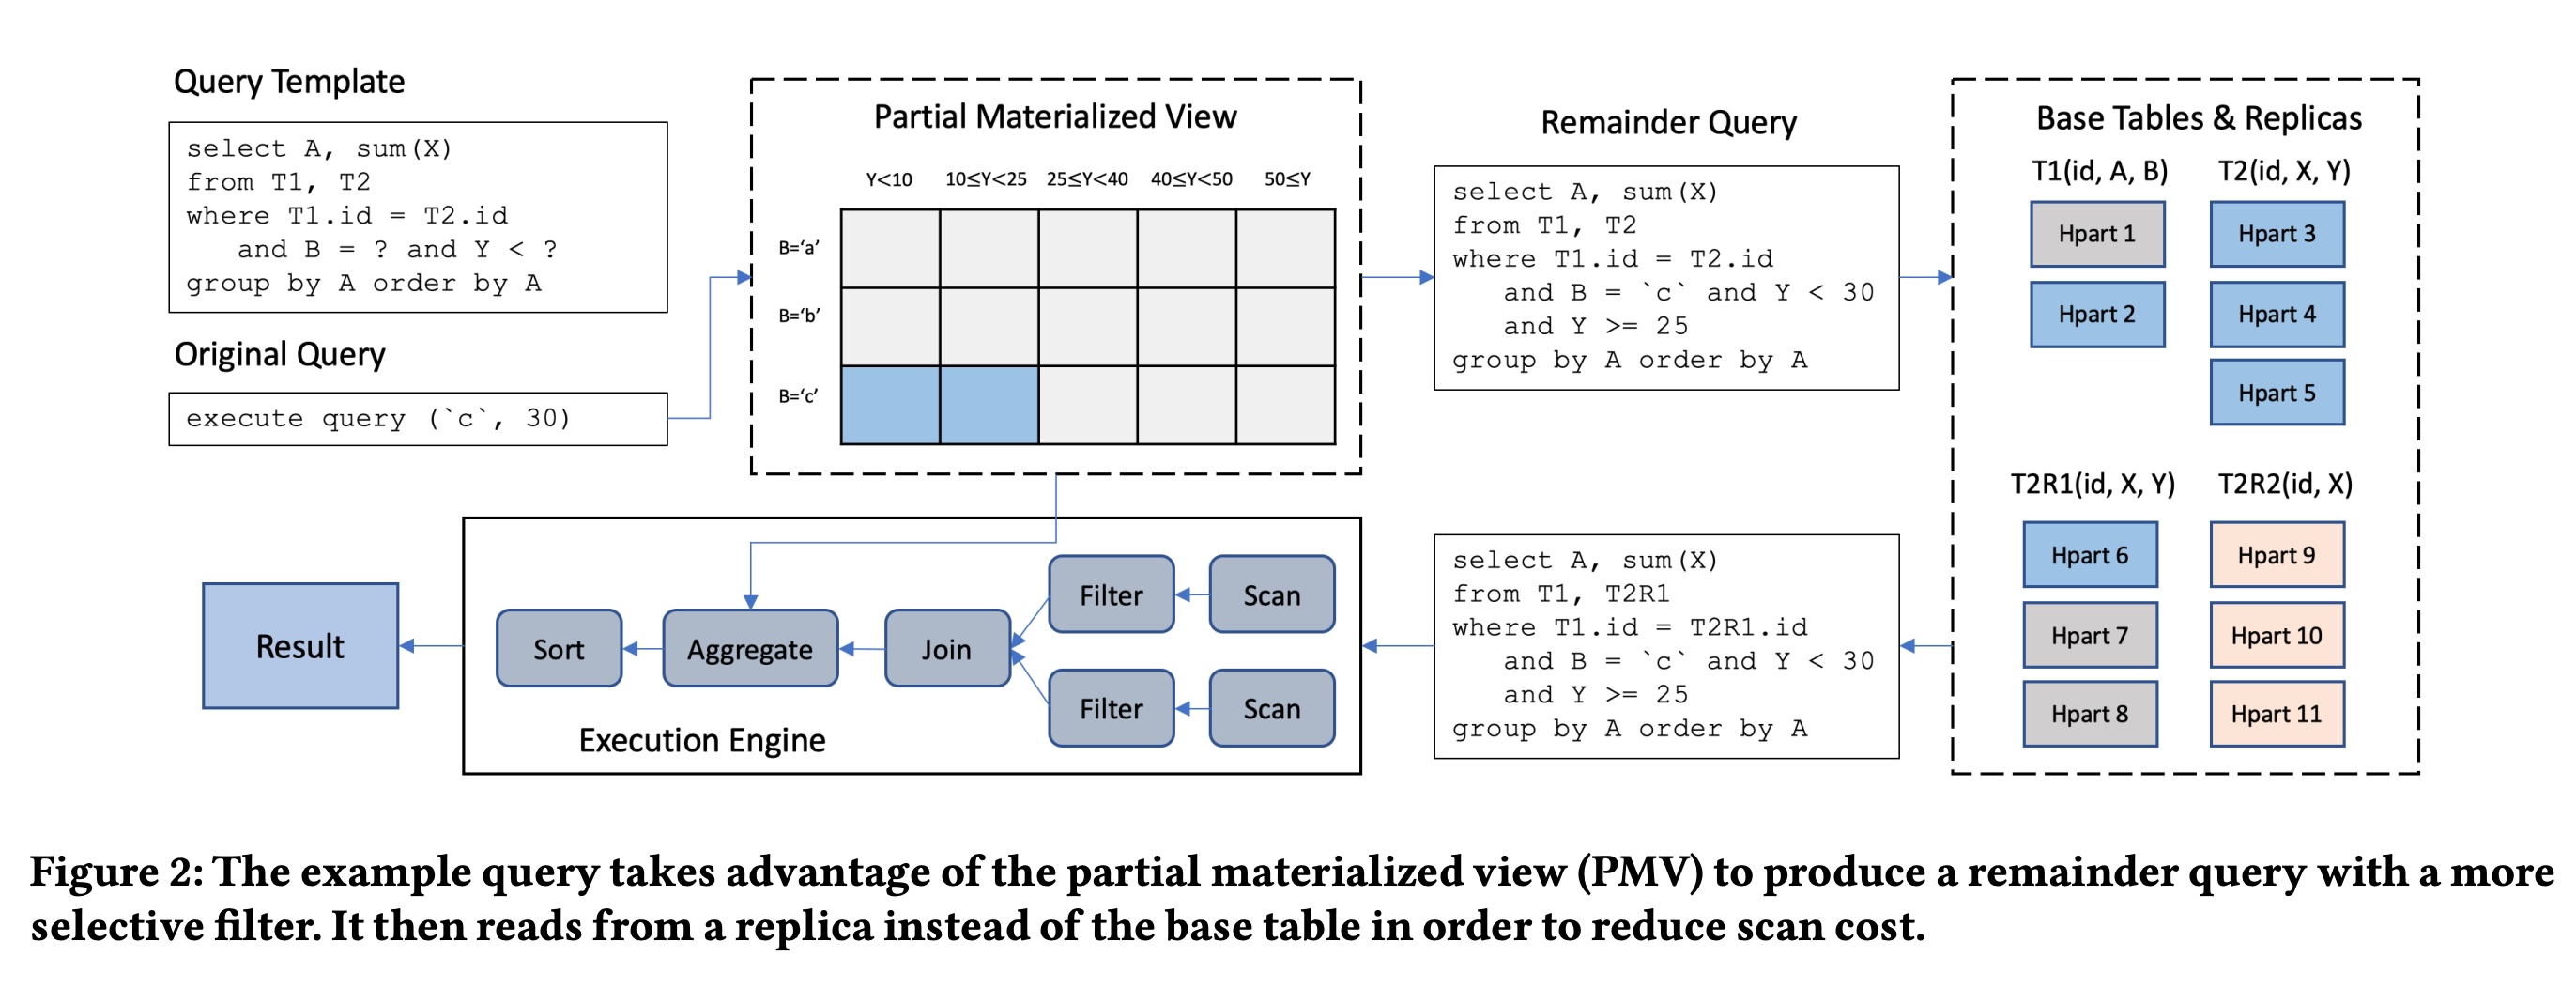 Query Template
select A, sum(X)
from T1, T2
where T1.id = T2.id
   and B = ? and Y < ?
group by A order by A
Original Query
execute query (`c`, 30)
Partial Materialized View
Y<10 10≤Y<25 25≤Y<40 40≤Y<50 50≤Y
B=‘a’
B=‘b’
B=‘c’
Remainder Query
select A, sum(X)
from T1, T2
where T1.id = T2.id
   and B = `c` and Y < 30
   and Y >= 25
group by A order by A
Base Tables & Replicas
T1(id, A, B) T2(id, X, Y)
Hpart 1 Hpart 3
Hpart 2 Hpart 4
Hpart 5
T2R1(id, X, Y) T2R2(id, X)
Hpart 6 Hpart 9
Hpart 7 Hpart 10
Hpart 8 Hpart 11
select A, sum(X)
from T1, T2R1
where T1.id = T2R1.id
   and B = `c` and Y < 30
   and Y >= 25
group by A order by A
Filter Scan
Result Sort Aggregate Join
Filter Scan
Execution Engine
Figure 2: The example query takes advantage of the partial materialized view (PMV) to produce a remainder query with a more
selective filter. It then reads from a replica instead of the base table in order to reduce scan cost.